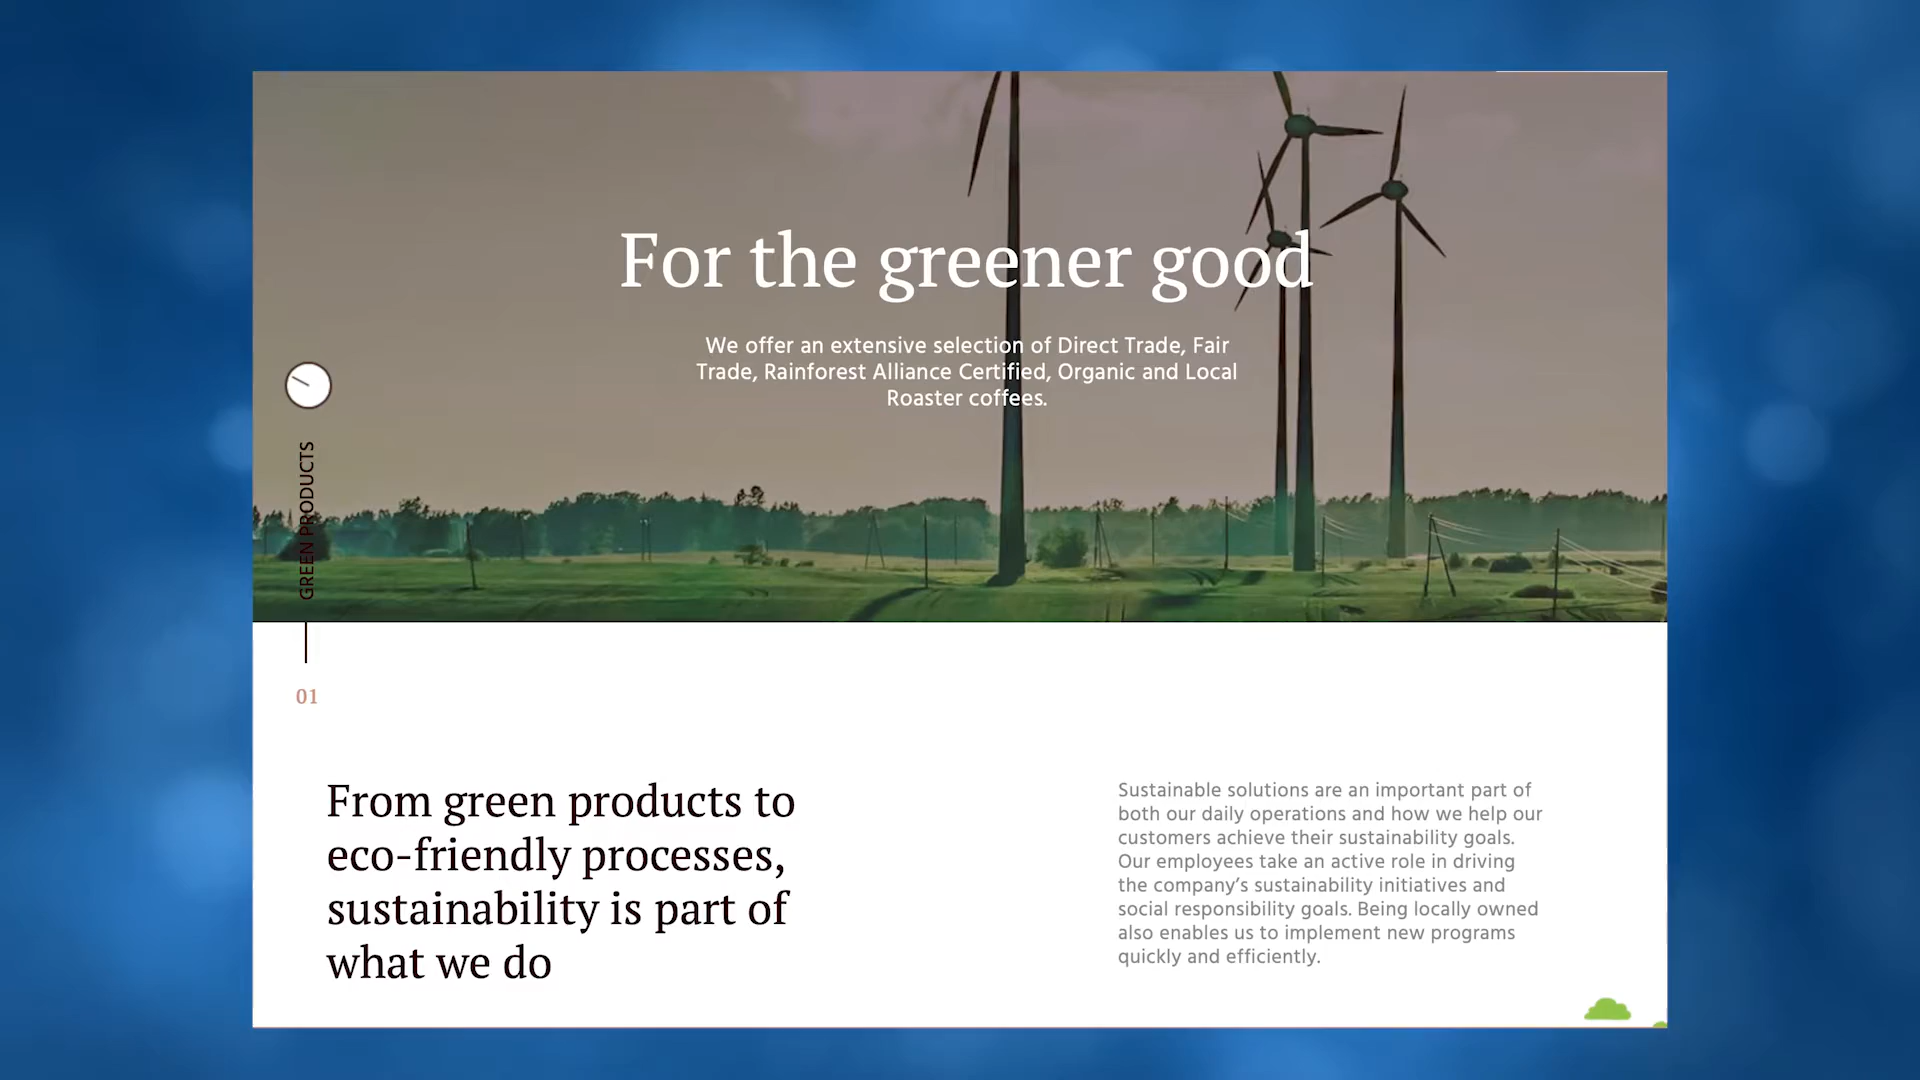 For the greener good
We offer an extensive selection of Direct Trade, Fair
Trade, Rainforest Alliance Certified, Organic and Local
Roaster coffees.
GREEN PRODUCTS
01
From green products to
eco-friendly processes,
sustainability is part of
what we do
Sustainable solutions are an important part of
both our daily operations and how we help our
customers achieve their sustainability goals.
Our employees take an active role in driving
the company’s sustainability initiatives and
social responsibility goals. Being locally owned
also enables us to implement new programs
quickly and efficiently.